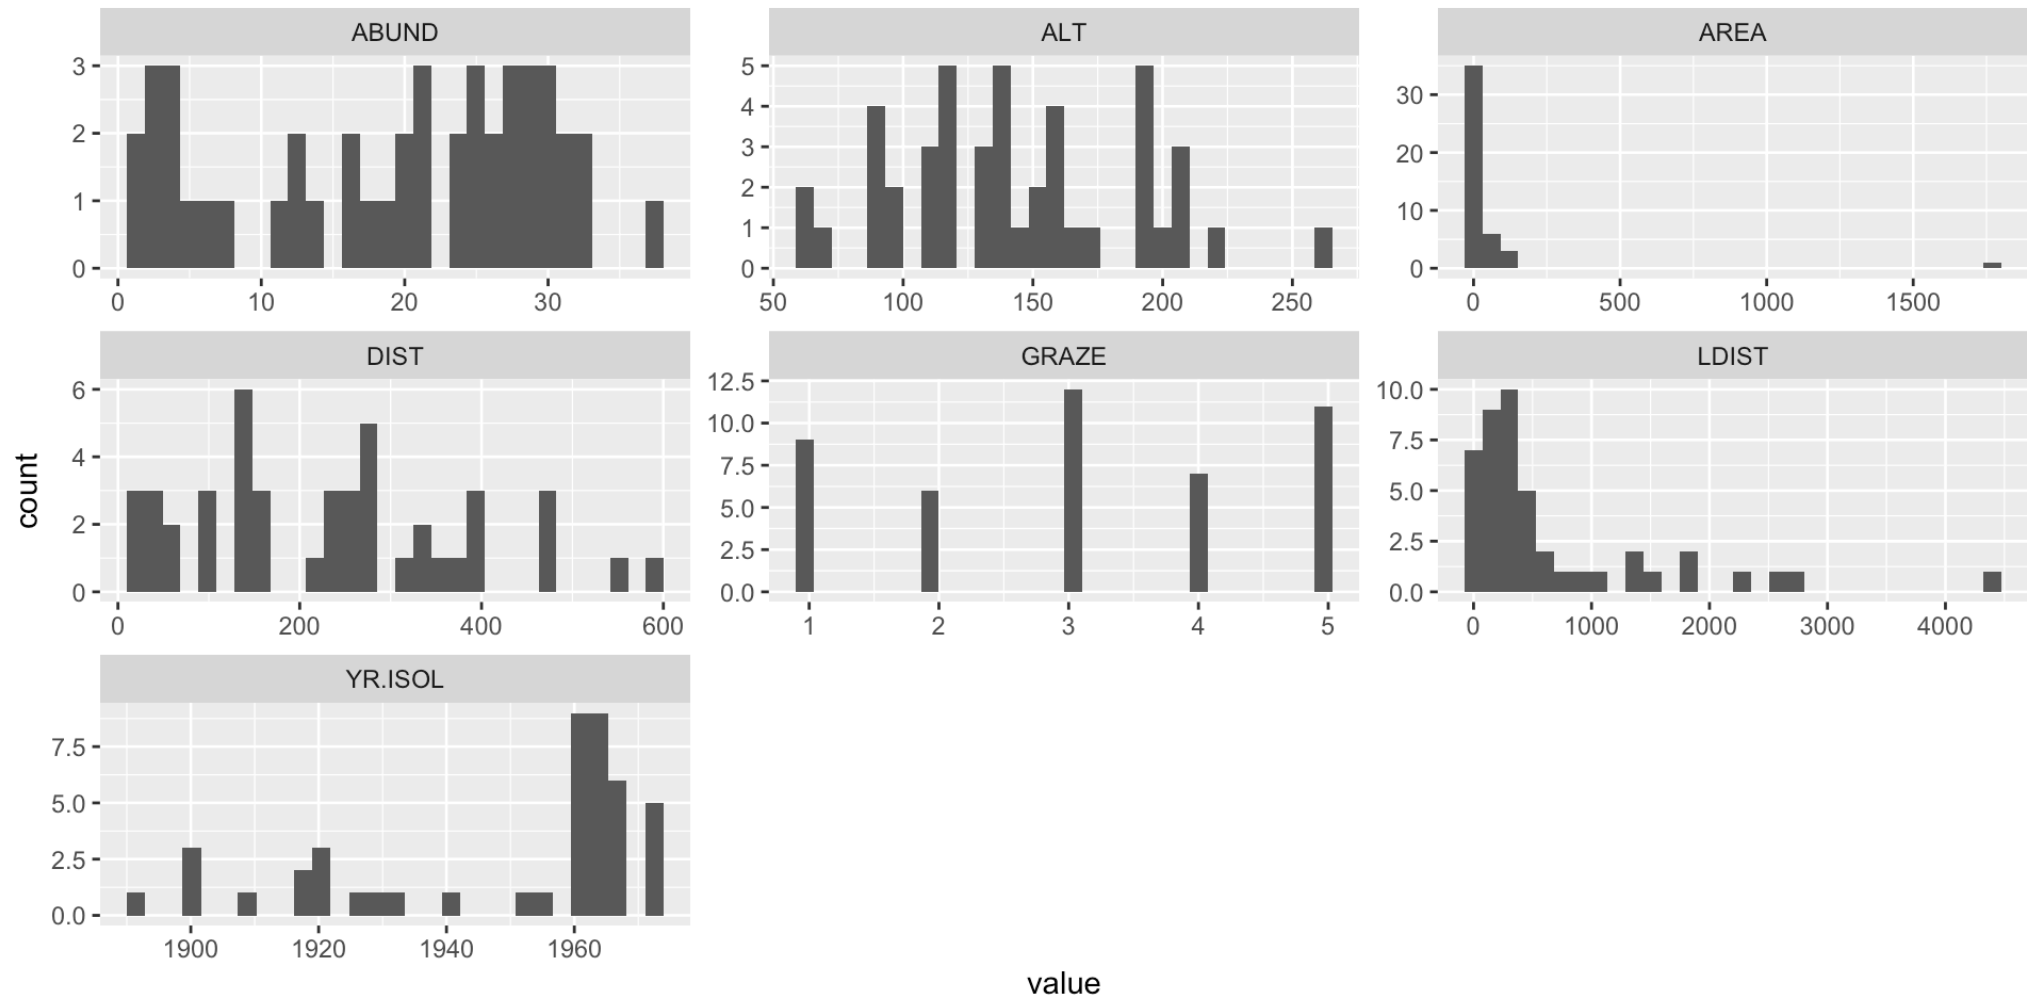 ABUND
ALT
AREA
3
2
1
0
0 10 20 30
5
4
3
2
1
0
50 100 150 200 250
30
20
10
0
0 500 1000 1500
DIST
GRAZE
LDIST
6
4
2
0
0 200 400 600
12.5
10.0
7.5
5.0
2.5
0.0
1 2 3 4 5
10.0
7.5
5.0
2.5
0.0
0 1000 2000 3000 4000
count
YR.ISOL
7.5
5.0
2.5
0.0
1900 1920 1940 1960
value